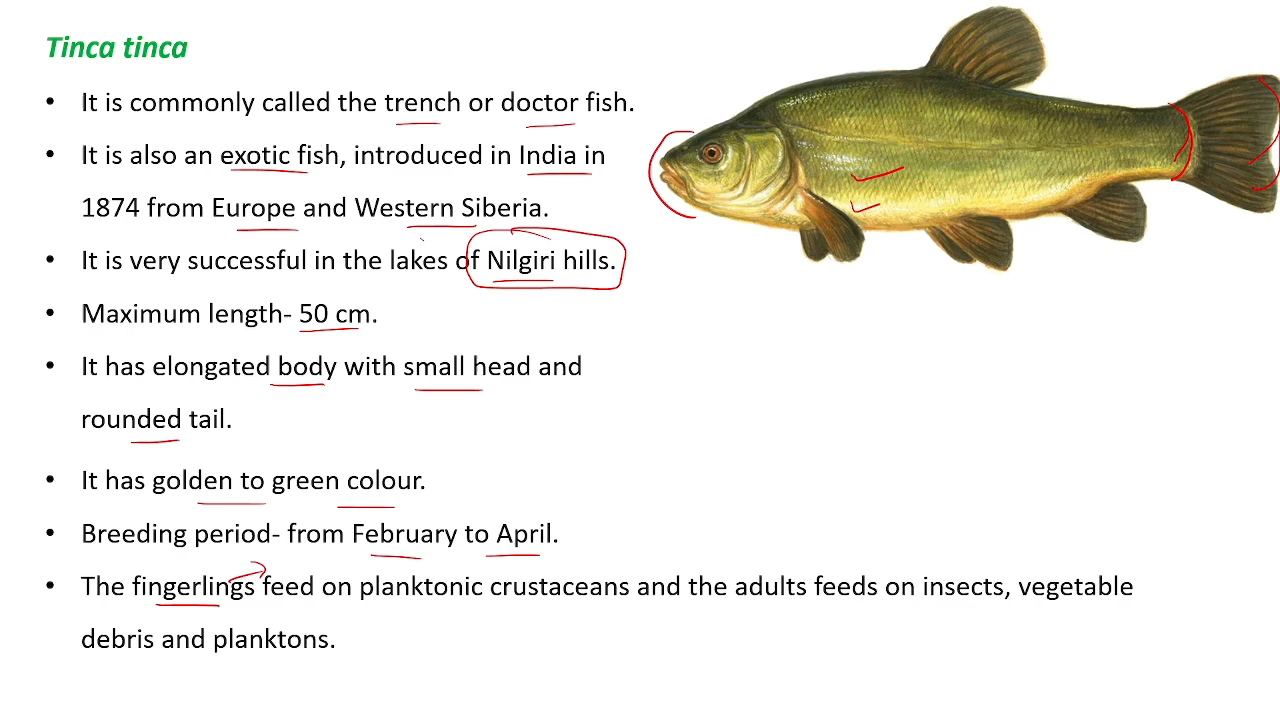 Tinca tinca
• It is commonly called the trench or doctor fish.
• It is also an exotic fish, introduced in India in
1874 from Europe and Western Siberia.
• It is very successful in the lakes of Nilgiri hills.
• Maximum length- 50 cm.
• It has elongated body with small head and
rounded tail.
• It has golden to green colour.
• Breeding period- from February to April.
• The fingerlings feed on planktonic crustaceans and the adults feeds on insects, vegetable
debris and planktons.